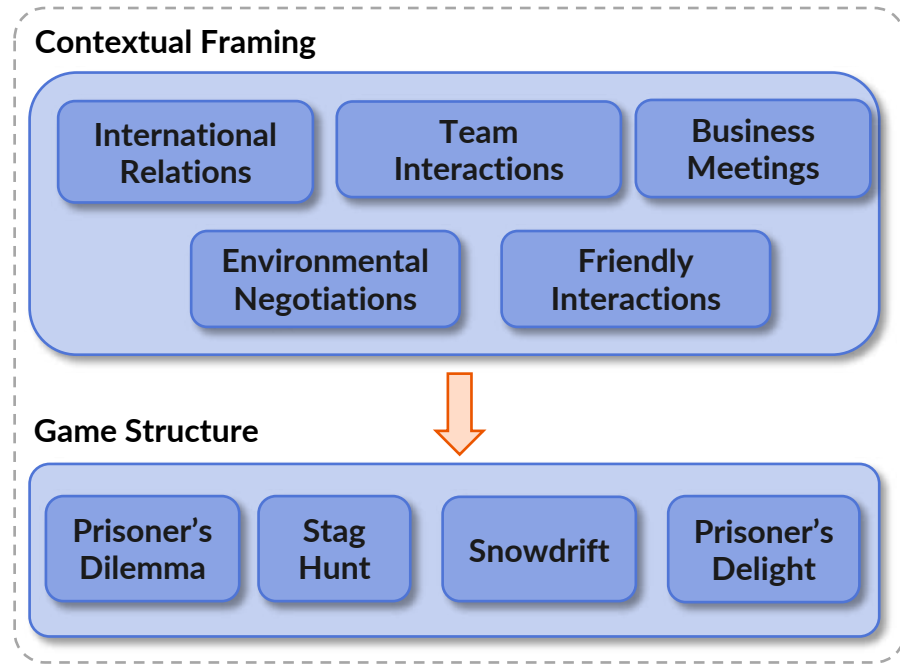 Contextual Framing
International
Relations
Team
Interactions
Business
Meetings
Environmental
Negotiations
Friendly
Interactions
Game Structure
Prisoner’s
Dilemma
Stag
Hunt
Snowdrift
Prisoner’s
Delight